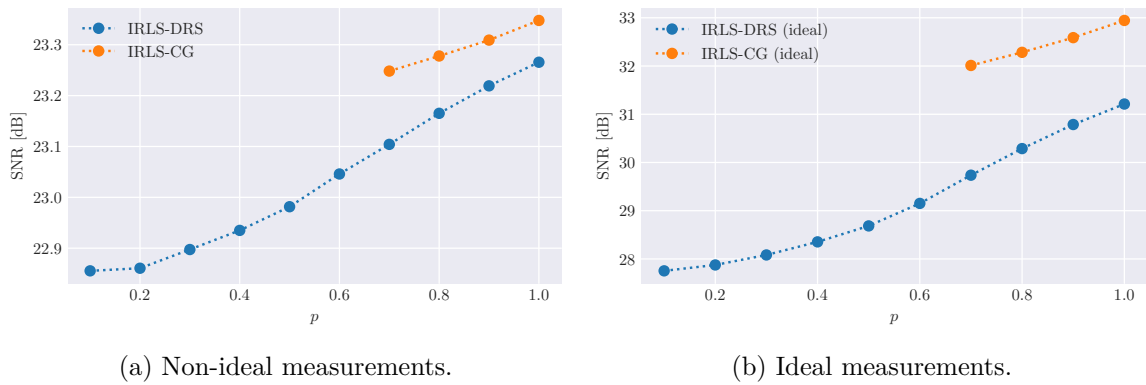 IRLS-DRS
IRLS-CG
SNR [dB]
23.3
23.2
23.1
23.0
22.9
0.2 0.4 0.6 0.8 1.0
p
(a) Non-ideal measurements.
IRLS-DRS (ideal)
IRLS-CG (ideal)
SNR [dB]
33
32
31
30
29
28
0.2 0.4 0.6 0.8 1.0
p
(b) Ideal measurements.